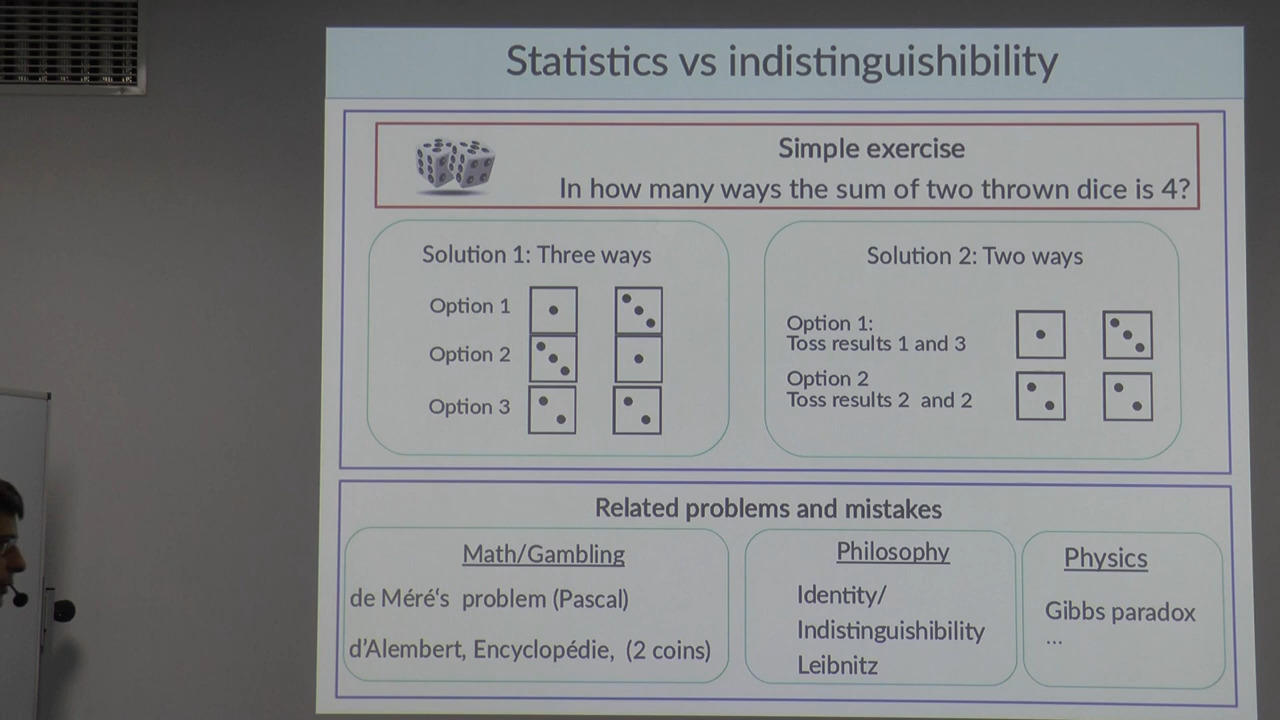 Statistics vs indistinguishibility
Simple exercise
In how many ways the sum of two thrown dice is 4?
Solution 1: Three ways
Option 1
Option 2
Option 3
Solution 2: Two ways
Option 1:
Toss results 1 and 3
Option 2
Toss results 2 and 2
Related problems and mistakes
Math/Gambling
de Méré's problem (Pascal)
d'Alembert, Encyclopédie, (2 coins)
Philosophy
Identity/
Indistinguishibility
Leibnitz
Physics
Gibbs paradox
...